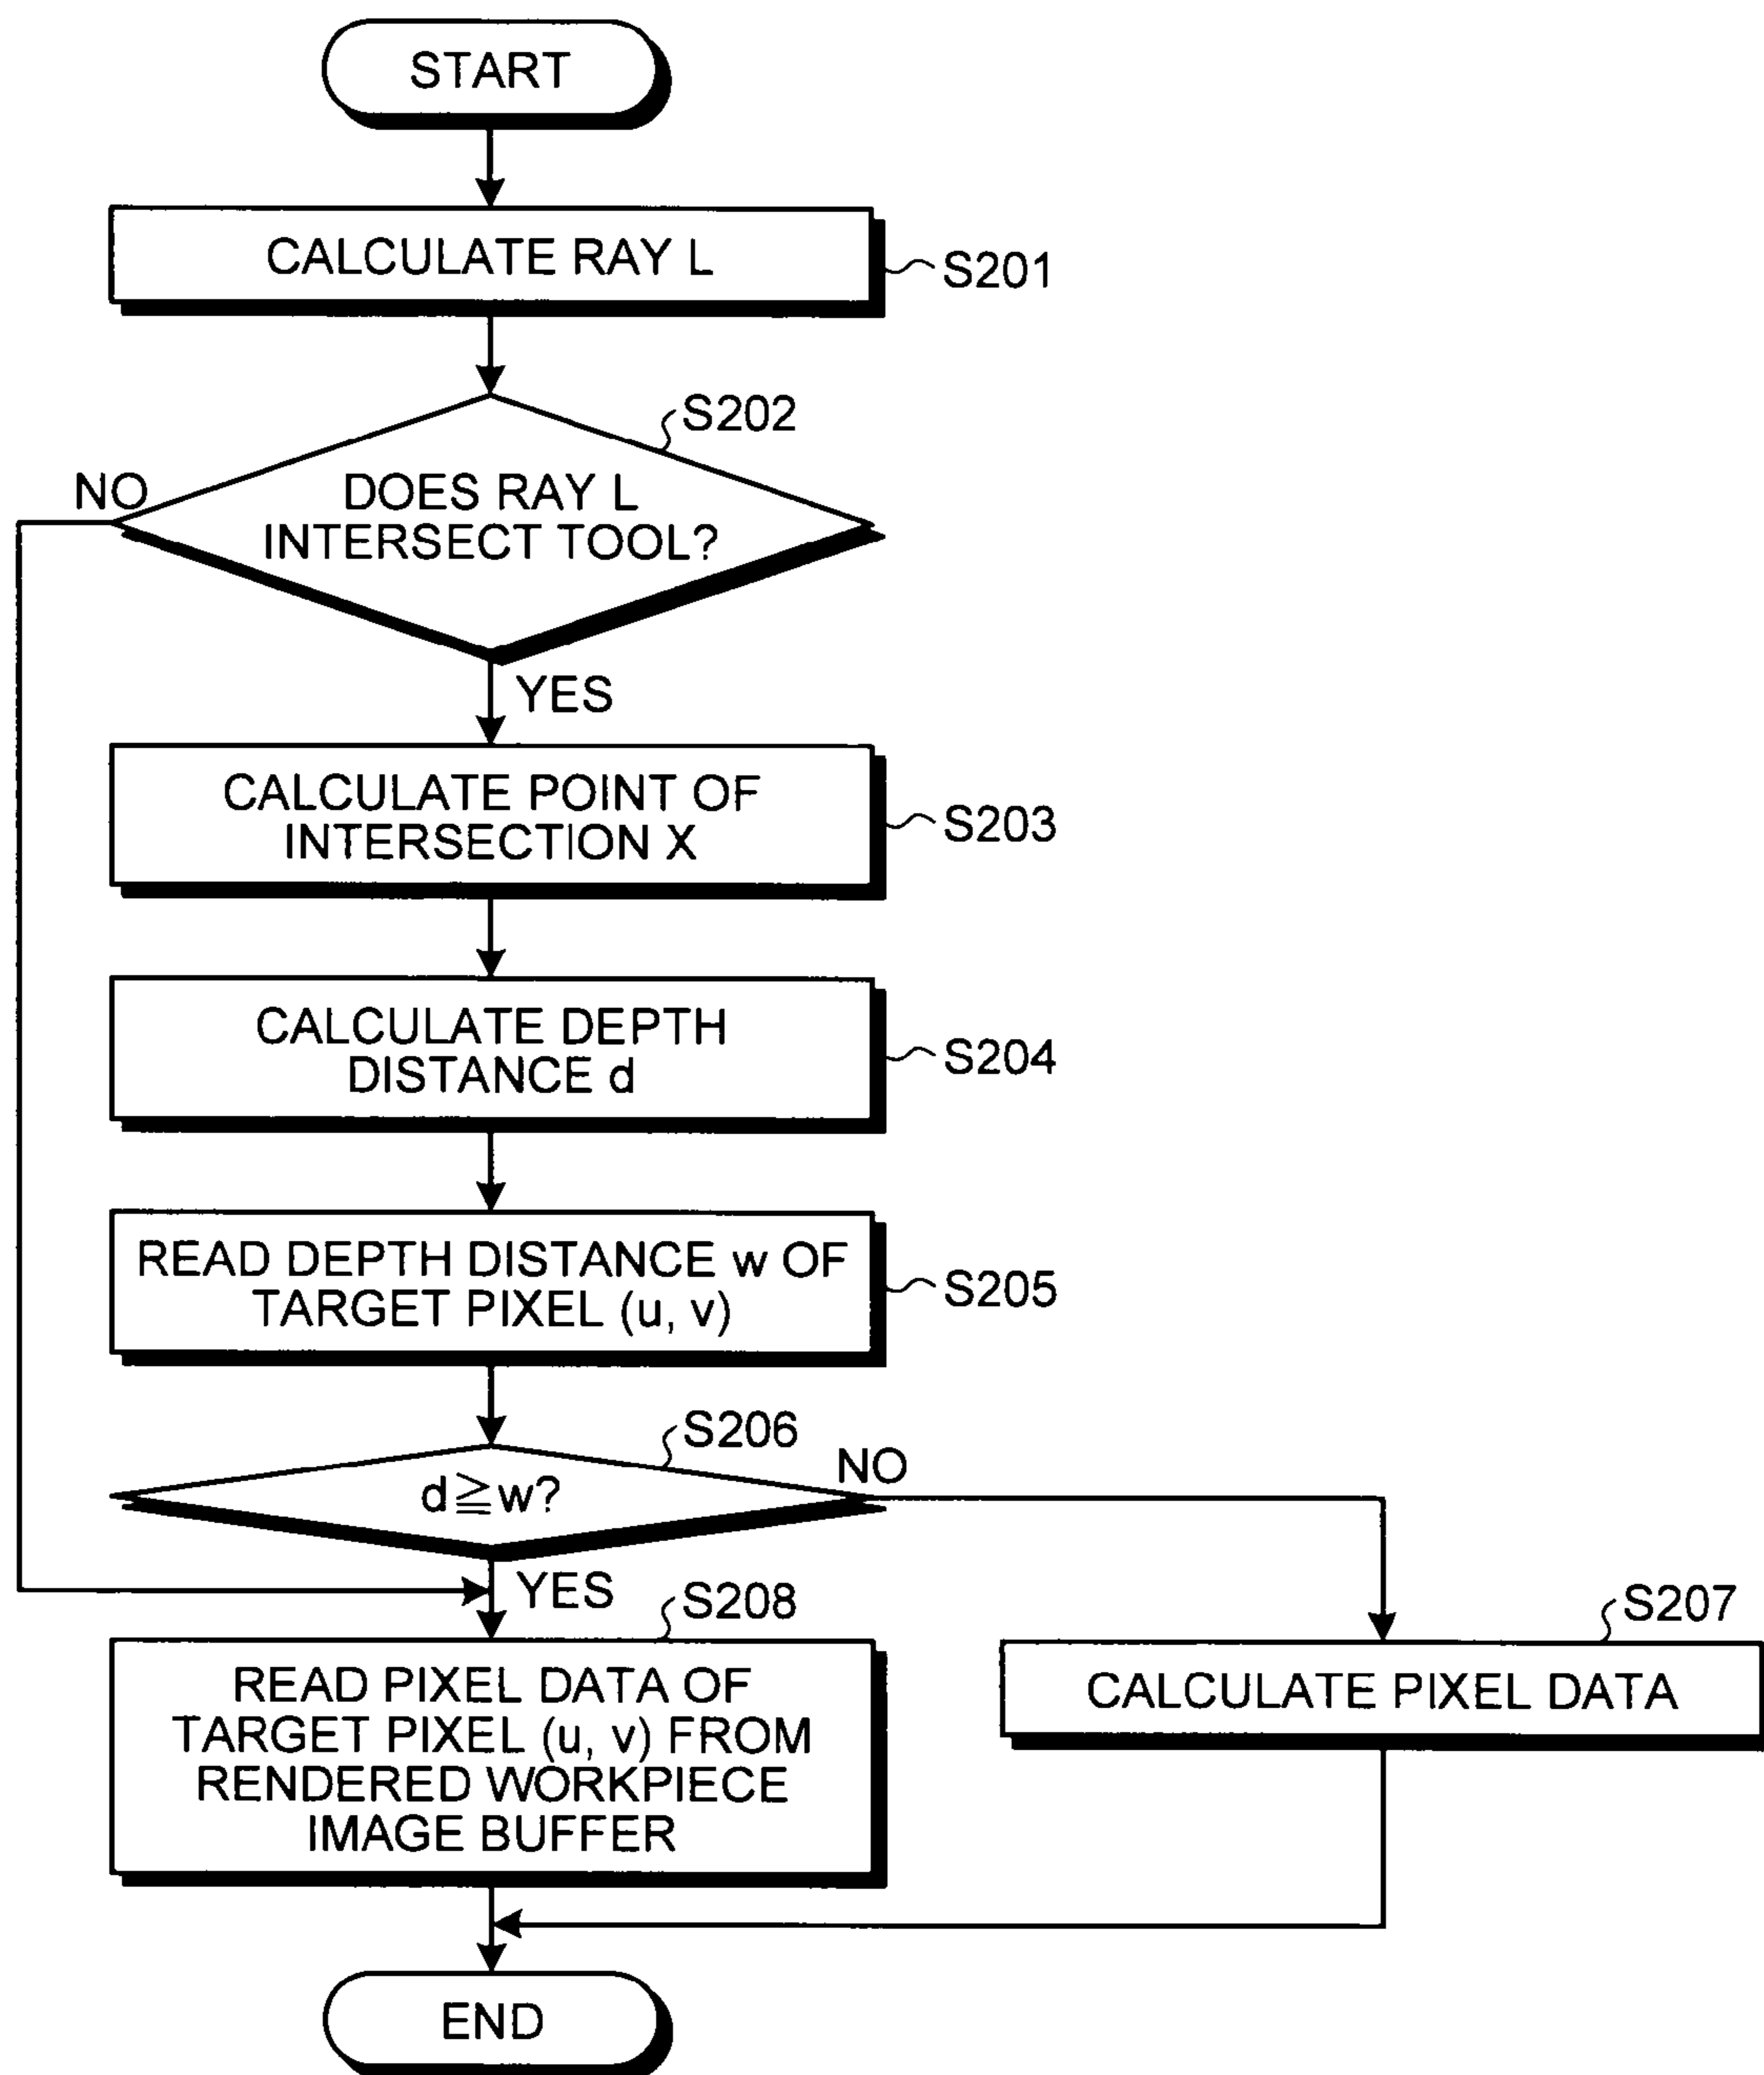 START
CALCULATE RAY L
S201
S202
NO
DOES RAY L
INTERSECT TOOL?
YES
CALCULATE POINT OF
INTERSECTION X
S203
CALCULATE DEPTH
DISTANCE d
S204
READ DEPTH DISTANCE w OF
TARGET PIXEL (u, v)
S205
S206
NO
d≧w?
YES
S208
S207
READ PIXEL DATA OF
TARGET PIXEL (u, v) FROM
RENDERED WORKPIECE
IMAGE BUFFER
CALCULATE PIXEL DATA
END